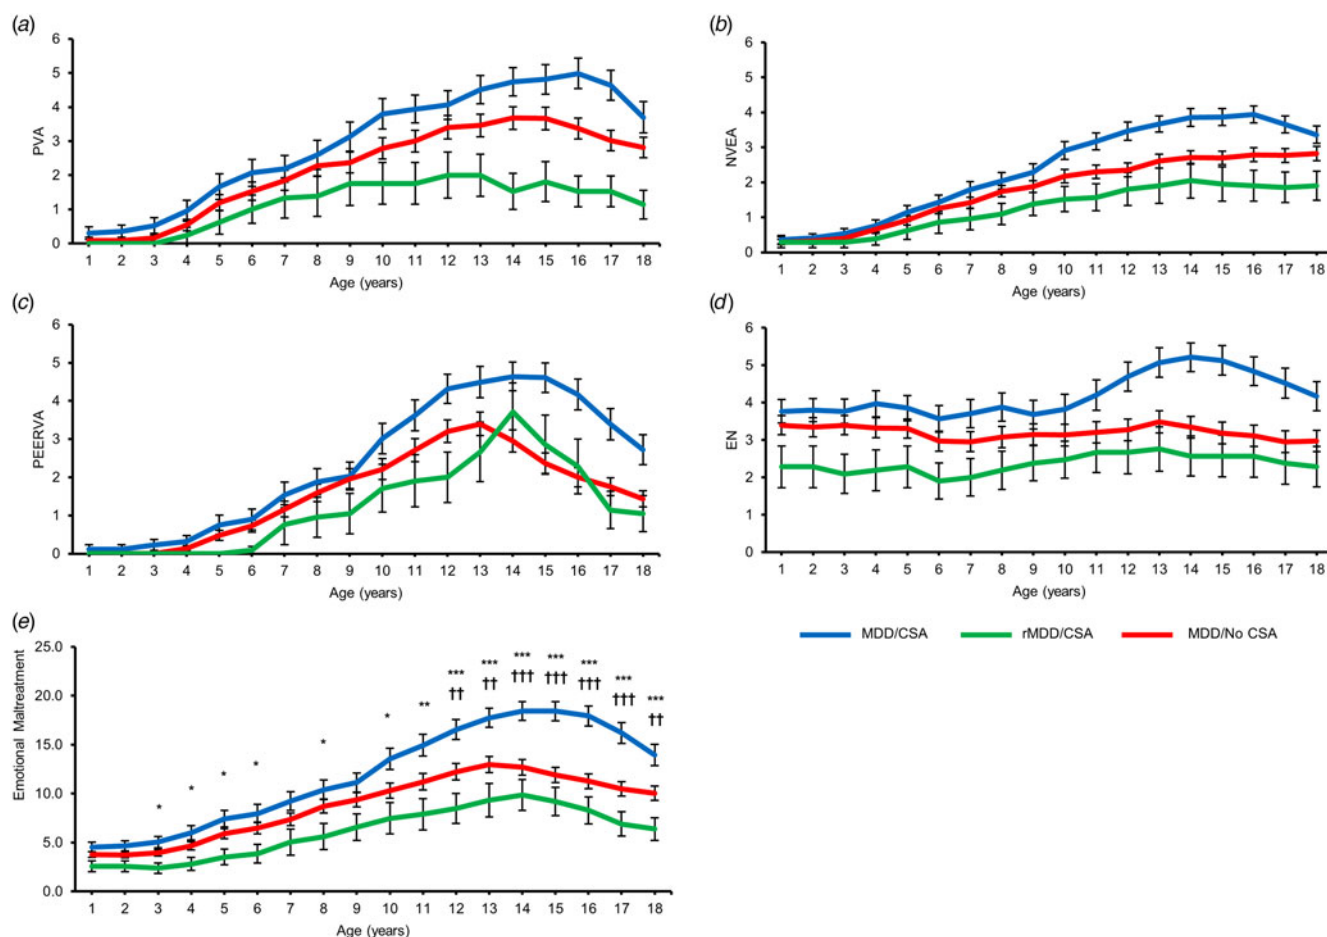 (a)
PVA
6
5
4
3
2
1
0
1 2 3 4 5 6 7 8 9 10 11 12 13 14 15 16 17 18
Age (years)
(b)
NVEA
6
5
4
3
2
1
0
1 2 3 4 5 6 7 8 9 10 11 12 13 14 15 16 17 18
Age (years)
(c)
PEERVA
6
5
4
3
2
1
0
1 2 3 4 5 6 7 8 9 10 11 12 13 14 15 16 17 18
Age (years)
(d)
EN
6
5
4
3
2
1
0
1 2 3 4 5 6 7 8 9 10 11 12 13 14 15 16 17 18
Age (years)
MDD/CSA rMDD/CSA MDD/No CSA
(e)
Emotional Maltreatment
25.0
20.0
15.0
10.0
5.0
0.0
* * * * * * ** *** *** *** *** *** *** ***
†† †† ††† ††† ††† ††† ††
1 2 3 4 5 6 7 8 9 10 11 12 13 14 15 16 17 18
Age (years)